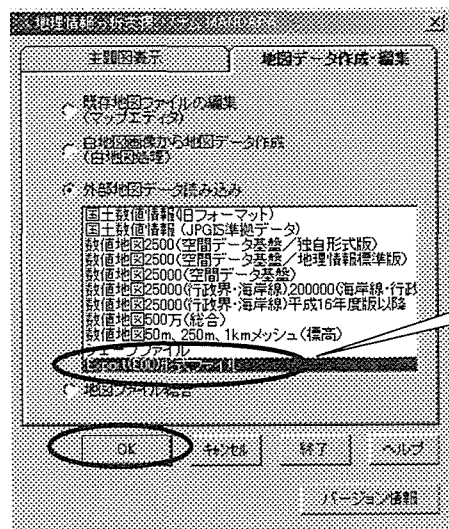 地理情報分析支援システム MANDARA
主題図表示
地図データ作成・編集
既存地図ファイルの編集
(マップエディタ)
白地図画像から地図データ作成
(白地図処理)
外部地図データ読み込み
国土数値情報(旧フォーマット)
国土数値情報(JPGIS準拠データ)
数値地図2500(空間データ基盤/独自形式版)
数値地図2500(空間データ基盤/地理情報標準版)
数値地図25000(空間データ基盤)
数値地図25000(行政界・海岸線),200000(海岸線・行政
数値地図25000(行政界・海岸線)平成16年度版以降
数値地図500万(総合)
数値地図50m、250m、1kmメッシュ(標高)
シェープファイル
Export(E00)形式ファイル
地図ファイル結合
OK
キャンセル
終了
ヘルプ
バージョン情報